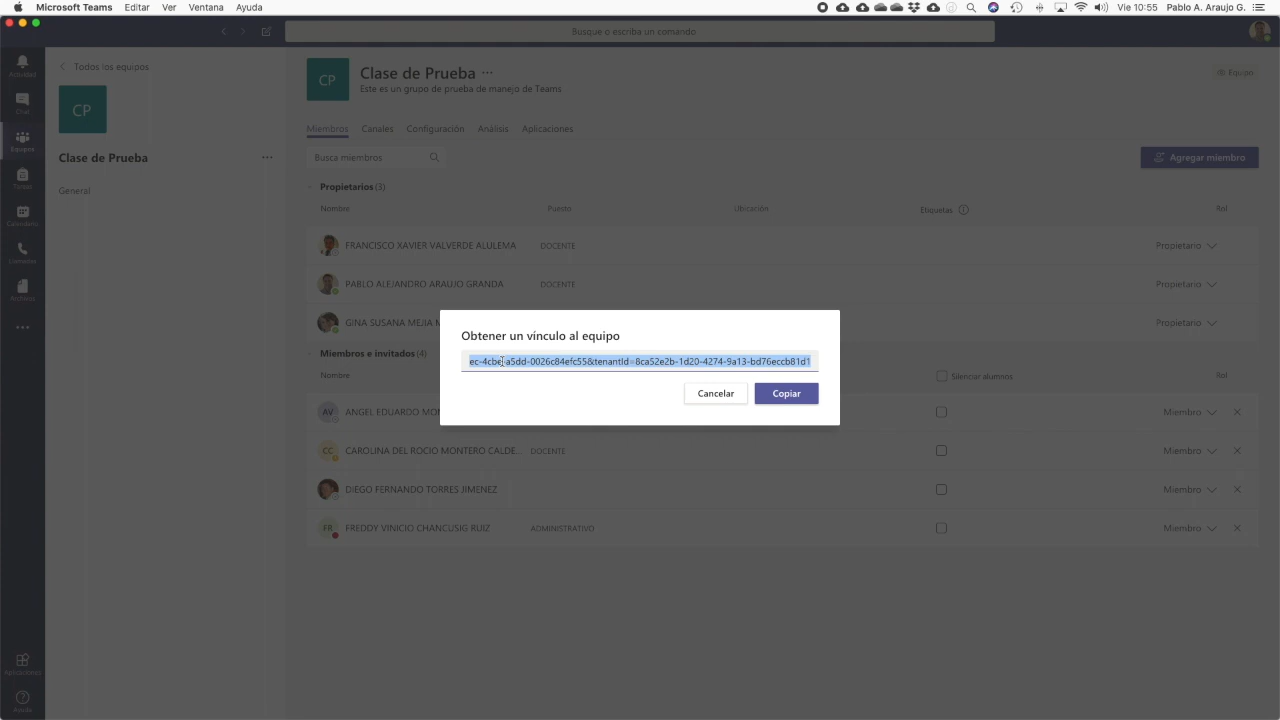 Microsoft Teams Editar Ver Ventana Ayuda
Vie 10:55 Pablo A. Araujo G.
Busque o escriba un comando
Actividad
Chat
Equipos
Tareas
Calendario
Llamadas
Archivos
Aplicaciones
Ayuda
Todos los equipos
CP
Clase de Prueba
General
CP
Clase de Prueba
Este es un grupo de prueba de manejo de Teams
Equipo
Miembros Canales Configuración Análisis Aplicaciones
Busca miembros
Agregar miembro
Propietarios (3)
Nombre Puesto Ubicación Etiquetas Rol
FRANCISCO XAVIER VALVERDE ALULEMA DOCENTE Propietario
PABLO ALEJANDRO ARAUJO GRANDA DOCENTE Propietario
GINA SUSANA MEJIA M Propietario
Obtener un vínculo al equipo
ec-4cbe-a5dd-0026c84efc55&tenantId=8ca52e2b-1d20-4274-9a13-bd76eccb81d1
Cancelar Copiar
Miembros e invitados (4)
Nombre Silenciar alumnos Rol
AV ANGEL EDUARDO MON Miembro
CC CAROLINA DEL ROCIO MONTERO CALDE... DOCENTE Miembro
DIEGO FERNANDO TORRES JIMENEZ Miembro
FR FREDDY VINICIO CHANCUSIG RUIZ ADMINISTRATIVO Miembro